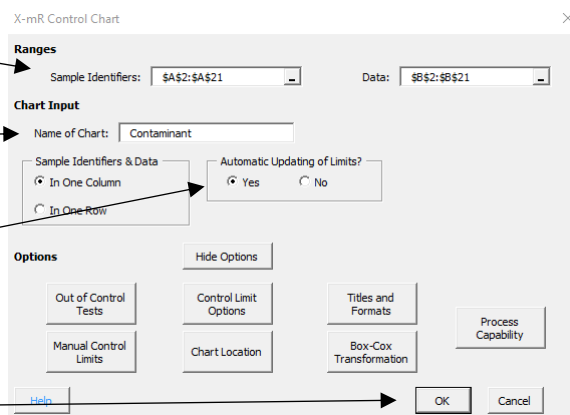 X-mR Control Chart
Ranges
Sample Identifiers: $A$2:$A$21 Data: $B$2:$B$21
Chart Input
Name of Chart: Contaminant
Sample Identifiers & Data Automatic Updating of Limits?
In One Column Yes No
In One Row
Options Hide Options
Out of Control Tests
Control Limit Options
Titles and Formats
Process Capability
Manual Control Limits
Chart Location
Box-Cox Transformation
Help OK Cancel